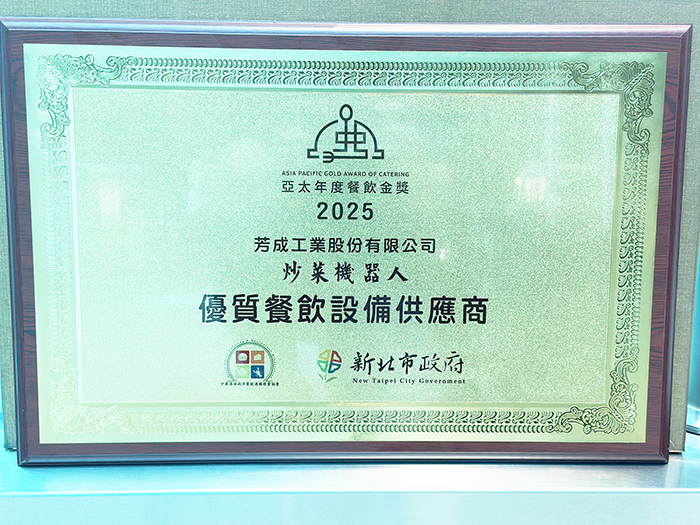 ASIA PACIFIC GOLD AWARD OF CATERING
亞太年度餐飲金獎
2025
芳成工業股份有限公司
炒菜機器人
優質餐飲設備供應商
新北市政府
New Taipei City Government